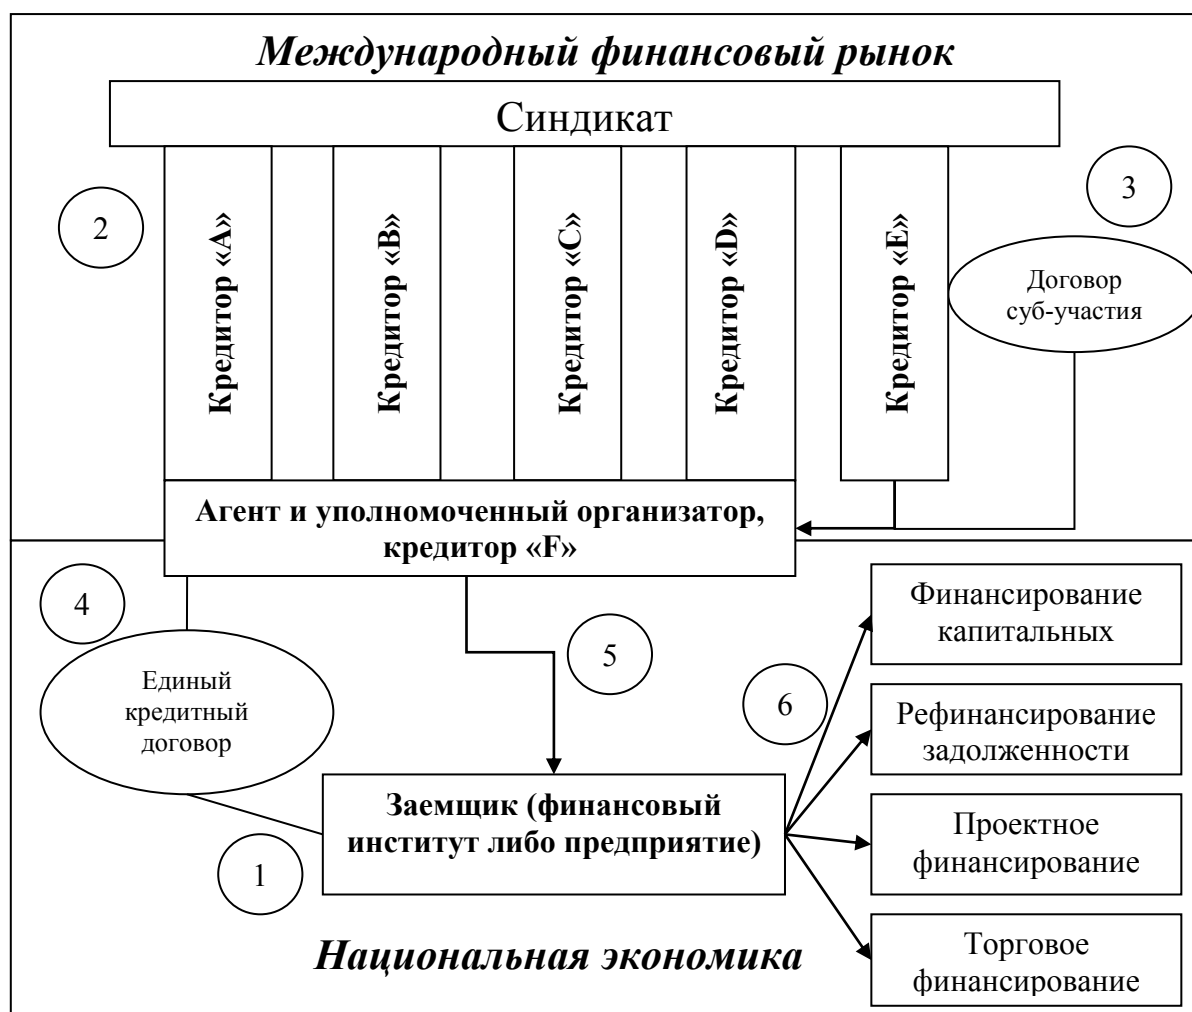 Международный финансовый рынок
Синдикат
2
Кредитор «A»
Кредитор «B»
Кредитор «C»
Кредитор «D»
Кредитор «E»
3
Договор
суб-участия
Агент и уполномоченный организатор,
кредитор «F»
4
Единый
кредитный
договор
5
6
Финансирование
капитальных
Рефинансирование
задолженности
Проектное
финансирование
Торговое
финансирование
Заемщик (финансовый
институт либо предприятие)
1
Национальная экономика